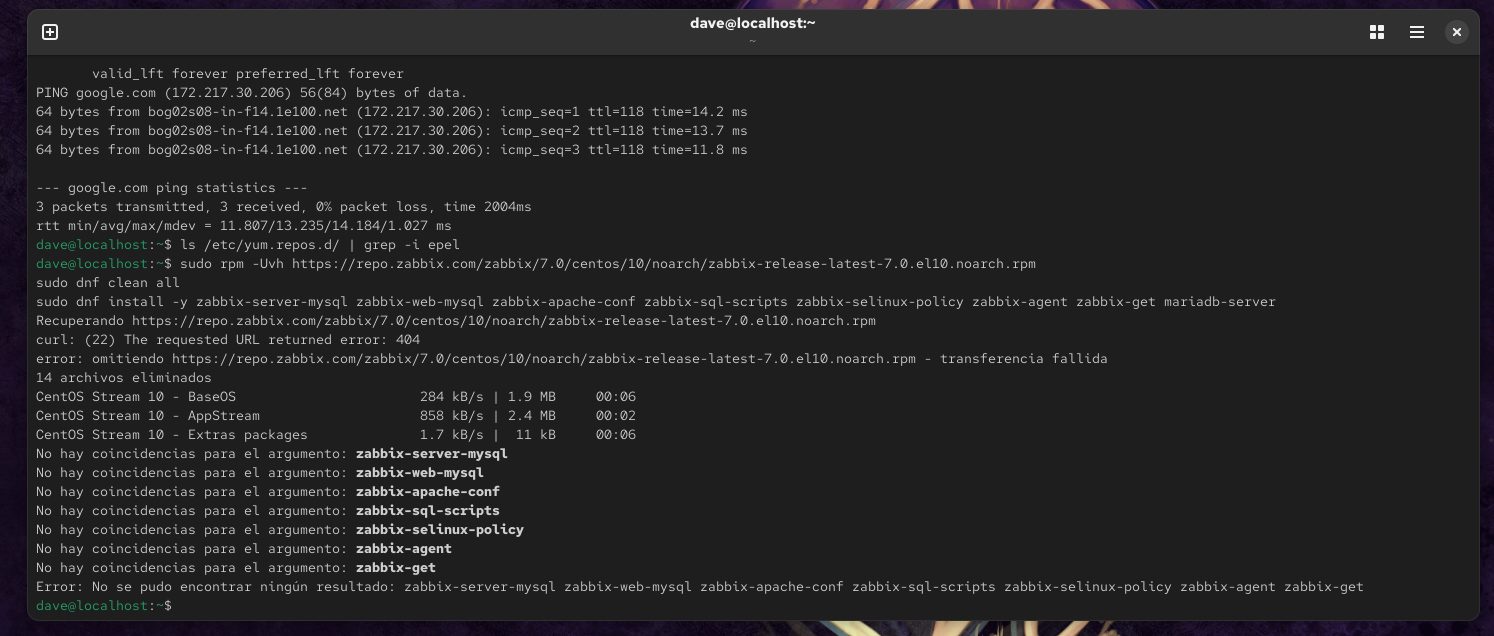 dave@localhost:~
~
valid_lft forever preferred_lft forever
PING google.com (172.217.30.206) 56(84) bytes of data.
64 bytes from bog02s08-in-f14.1e100.net (172.217.30.206): icmp_seq=1 ttl=118 time=14.2 ms
64 bytes from bog02s08-in-f14.1e100.net (172.217.30.206): icmp_seq=2 ttl=118 time=13.7 ms
64 bytes from bog02s08-in-f14.1e100.net (172.217.30.206): icmp_seq=3 ttl=118 time=11.8 ms

--- google.com ping statistics ---
3 packets transmitted, 3 received, 0% packet loss, time 2004ms
rtt min/avg/max/mdev = 11.807/13.235/14.184/1.027 ms
dave@localhost:~$ ls /etc/yum.repos.d/ | grep -i epel
dave@localhost:~$ sudo rpm -Uvh https://repo.zabbix.com/zabbix/7.0/centos/10/noarch/zabbix-release-latest-7.0.el10.noarch.rpm
sudo dnf clean all
sudo dnf install -y zabbix-server-mysql zabbix-web-mysql zabbix-apache-conf zabbix-sql-scripts zabbix-selinux-policy zabbix-agent zabbix-get mariadb-server
Recuperando https://repo.zabbix.com/zabbix/7.0/centos/10/noarch/zabbix-release-latest-7.0.el10.noarch.rpm
curl: (22) The requested URL returned error: 404
error: omitiendo https://repo.zabbix.com/zabbix/7.0/centos/10/noarch/zabbix-release-latest-7.0.el10.noarch.rpm - transferencia fallida
14 archivos eliminados
CentOS Stream 10 - BaseOS 284 kB/s | 1.9 MB 00:06
CentOS Stream 10 - AppStream 858 kB/s | 2.4 MB 00:02
CentOS Stream 10 - Extras packages 1.7 kB/s | 11 kB 00:06
No hay coincidencias para el argumento: zabbix-server-mysql
No hay coincidencias para el argumento: zabbix-web-mysql
No hay coincidencias para el argumento: zabbix-apache-conf
No hay coincidencias para el argumento: zabbix-sql-scripts
No hay coincidencias para el argumento: zabbix-selinux-policy
No hay coincidencias para el argumento: zabbix-agent
No hay coincidencias para el argumento: zabbix-get
Error: No se pudo encontrar ningún resultado: zabbix-server-mysql zabbix-web-mysql zabbix-apache-conf zabbix-sql-scripts zabbix-selinux-policy zabbix-agent zabbix-get
dave@localhost:~$